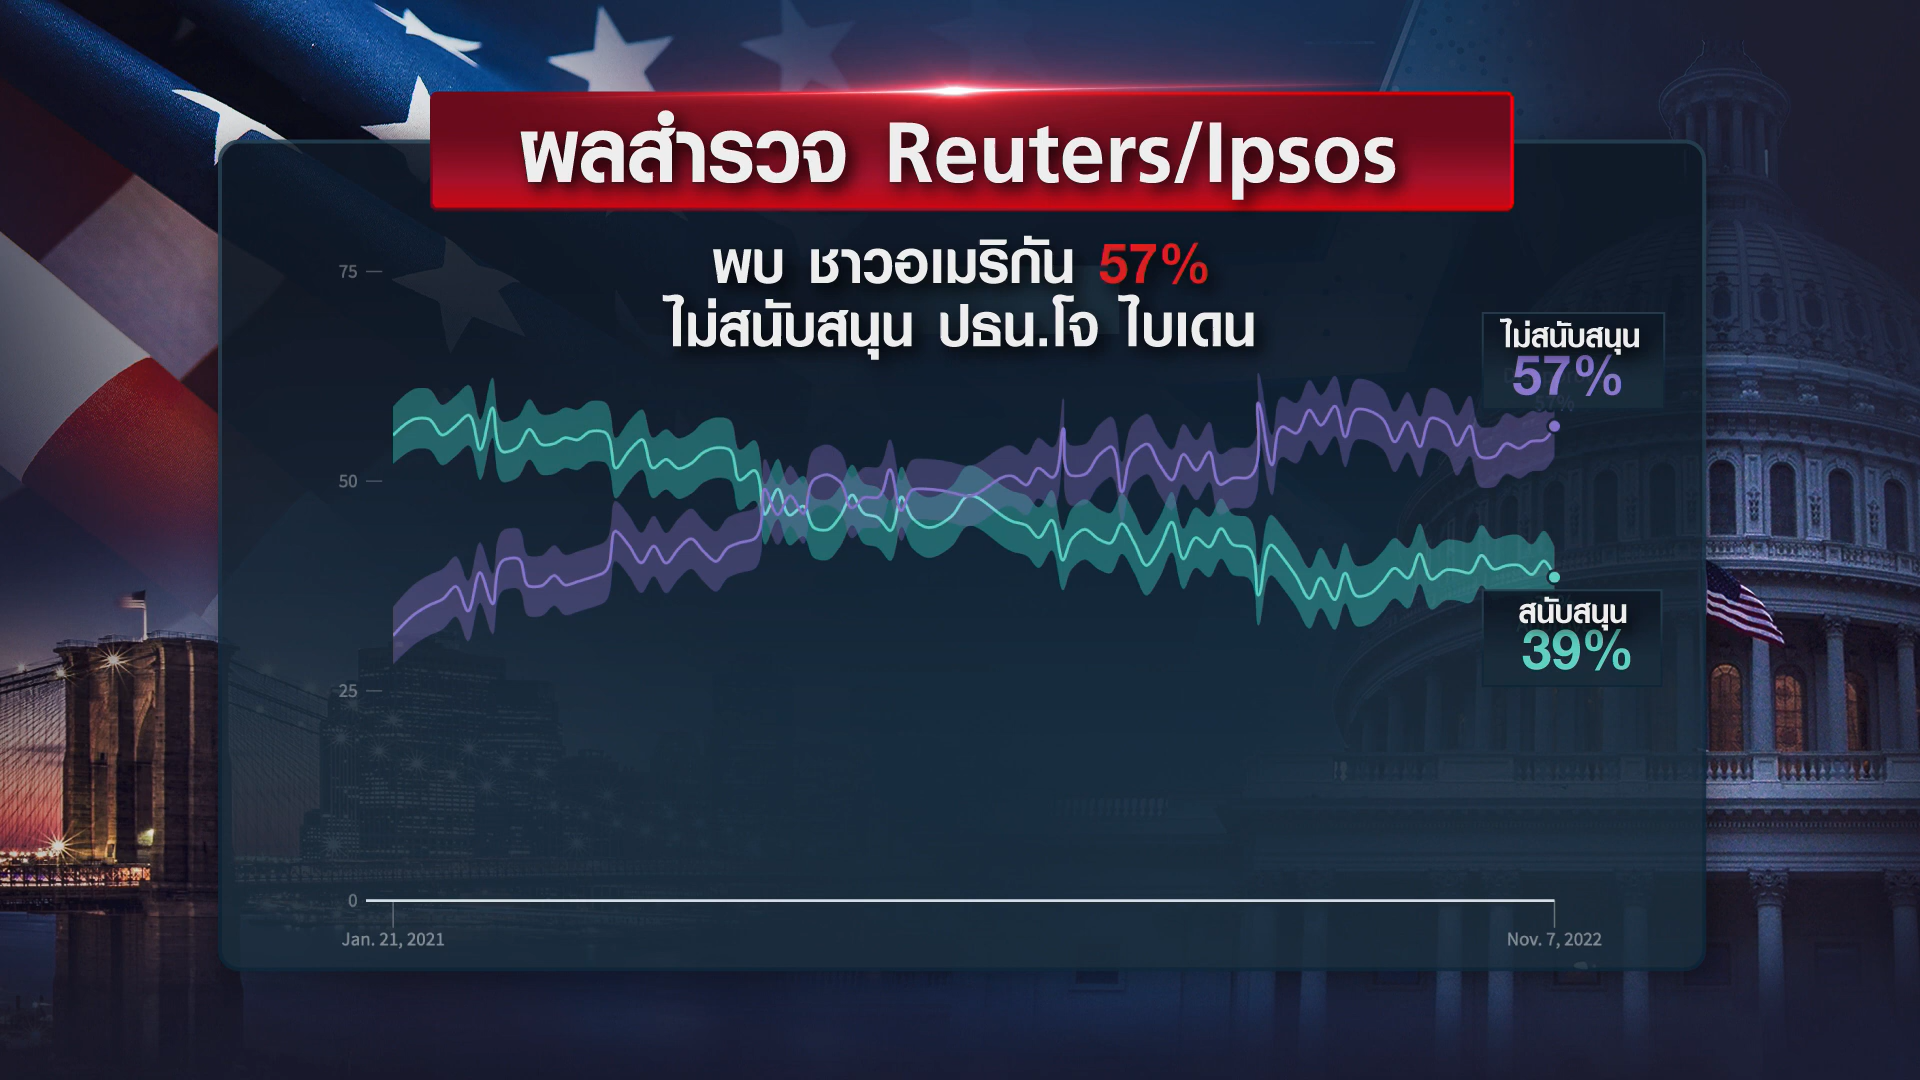 ผลสำรวจ Reuters/Ipsos
พบ ชาวอเมริกัน 57%
ไม่สนับสนุน ปธน.โจ ไบเดน
75
50
25
0
ไม่สนับสนุน
57%
สนับสนุน
39%
Jan. 21, 2021
Nov. 7, 2022